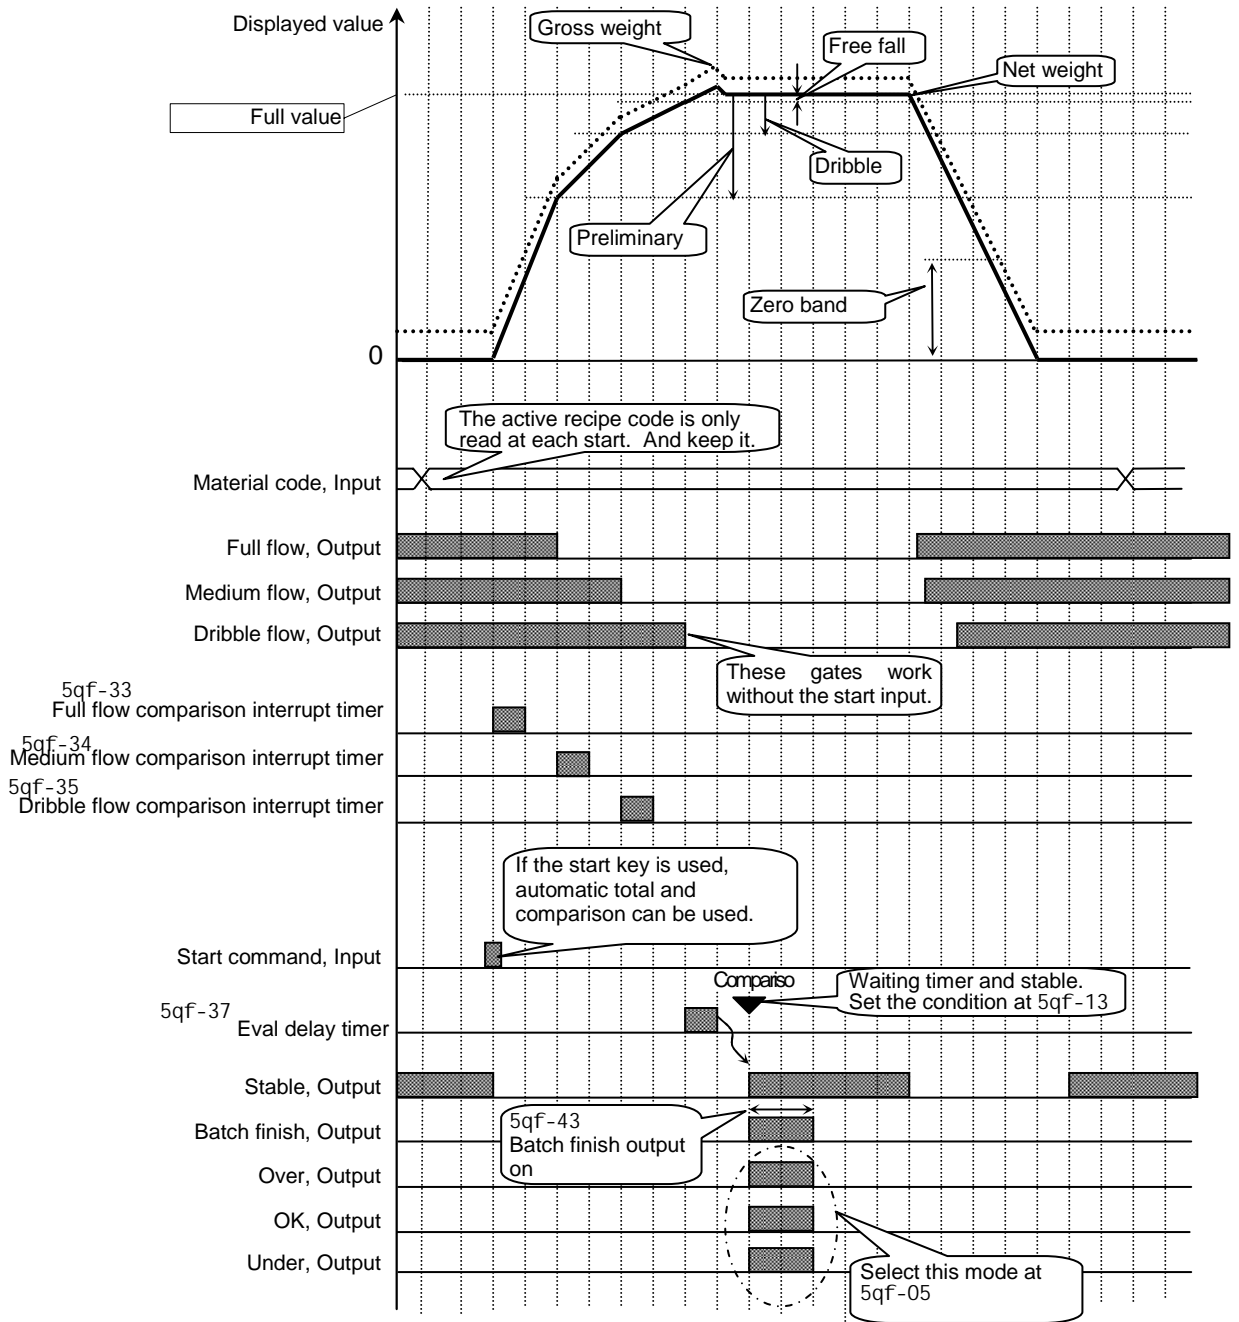 Displayed value
Gross weight
Free fall
Net weight
Full value
Dribble
Preliminary
Zero band
0
The active recipe code is only
read at each start. And keep it.
Material code, Input
Full flow, Output
Medium flow, Output
Dribble flow, Output
These gates work
without the start input.
5qf-33
Full flow comparison interrupt timer
5qf-34
Medium flow comparison interrupt timer
5qf-35
Dribble flow comparison interrupt timer
If the start key is used,
automatic total and
comparison can be used.
Start command, Input
Compariso
Waiting timer and stable.
Set the condition at 5qf-13
5qf-37
Eval delay timer
Stable, Output
5qf-43
Batch finish output
on
Batch finish, Output
Over, Output
OK, Output
Under, Output
Select this mode at
5qf-05